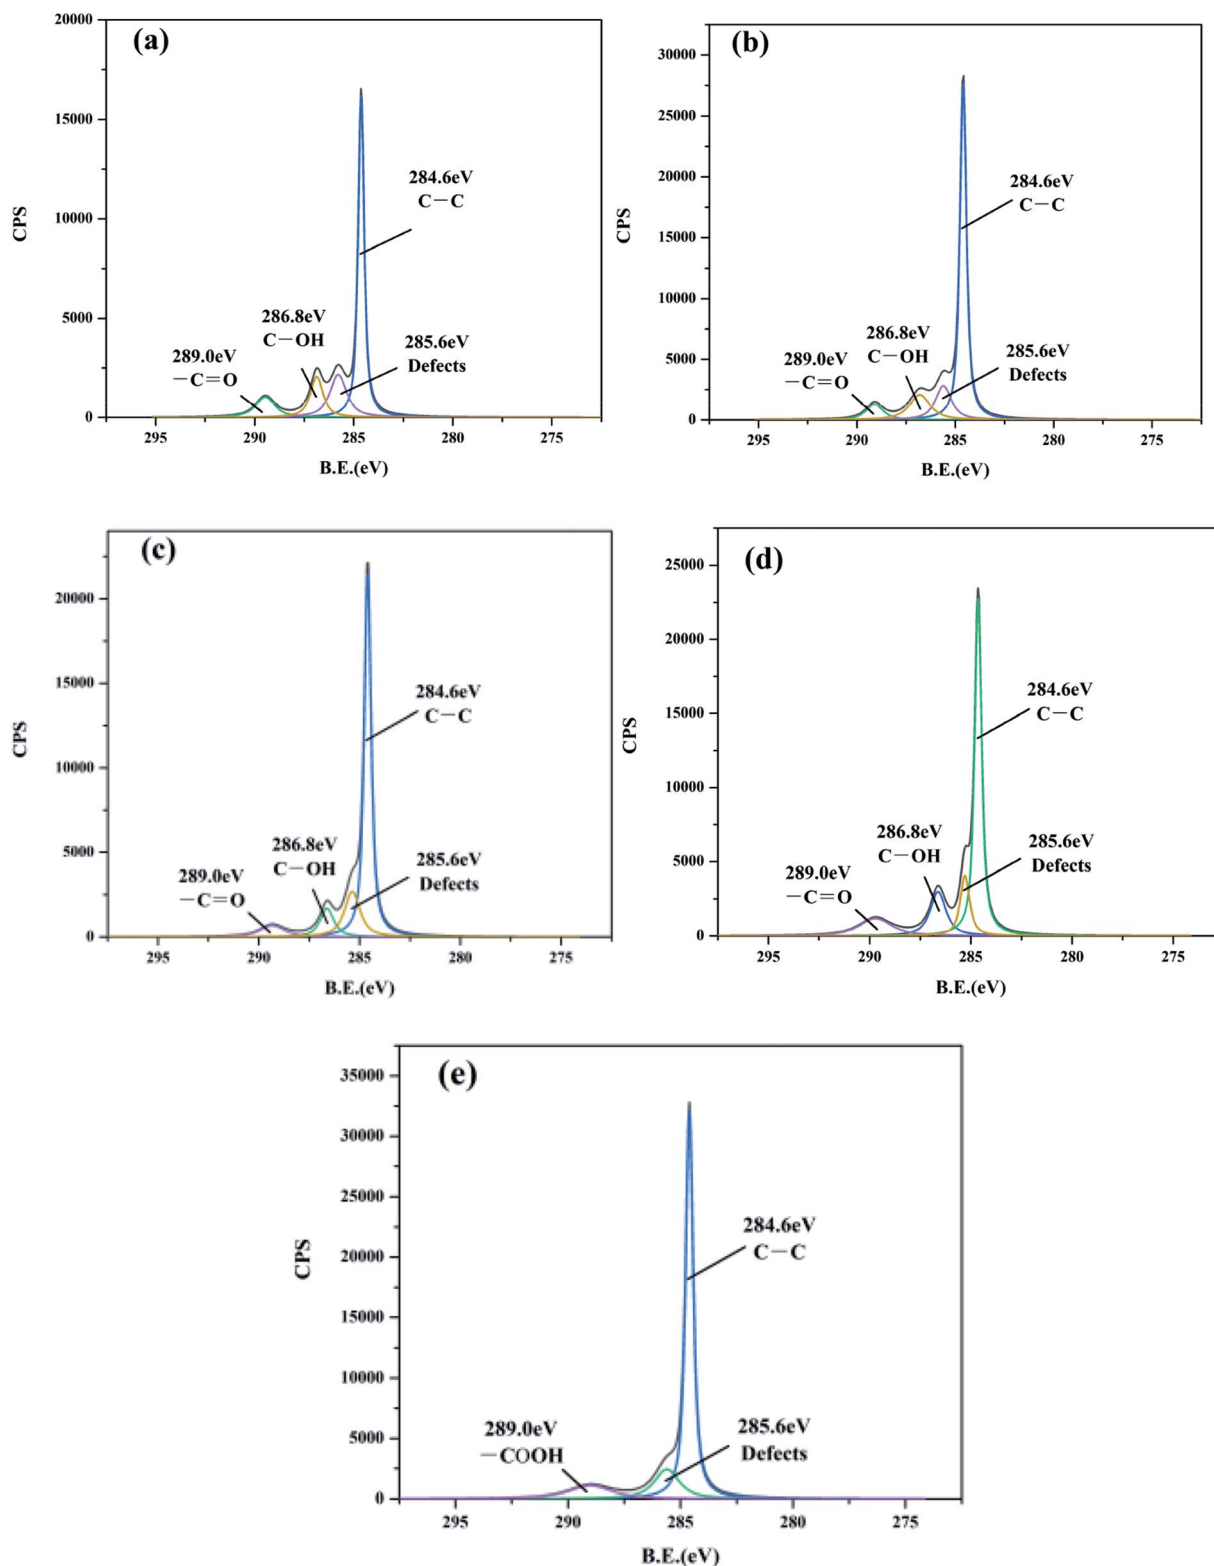 (a)
20000
15000
10000
5000
0
CPS
284.6eV
C－C
286.8eV
C－OH
289.0eV
－C＝O
285.6eV
Defects
295
290
285
280
275
B.E.(eV)
(b)
30000
25000
20000
15000
10000
5000
0
CPS
284.6eV
C－C
286.8eV
C－OH
289.0eV
－C＝O
285.6eV
Defects
295
290
285
280
275
B.E.(eV)
(c)
20000
15000
10000
5000
0
CPS
284.6eV
C－C
286.8eV
C－OH
289.0eV
－C＝O
285.6eV
Defects
295
290
285
280
275
B.E.(eV)
(d)
25000
20000
15000
10000
5000
0
CPS
284.6eV
C－C
286.8eV
C－OH
289.0eV
－C＝O
285.6eV
Defects
295
290
285
280
275
B.E.(eV)
(e)
35000
30000
25000
20000
15000
10000
5000
0
CPS
284.6eV
C－C
289.0eV
－COOH
285.6eV
Defects
295
290
285
280
275
B.E.(eV)